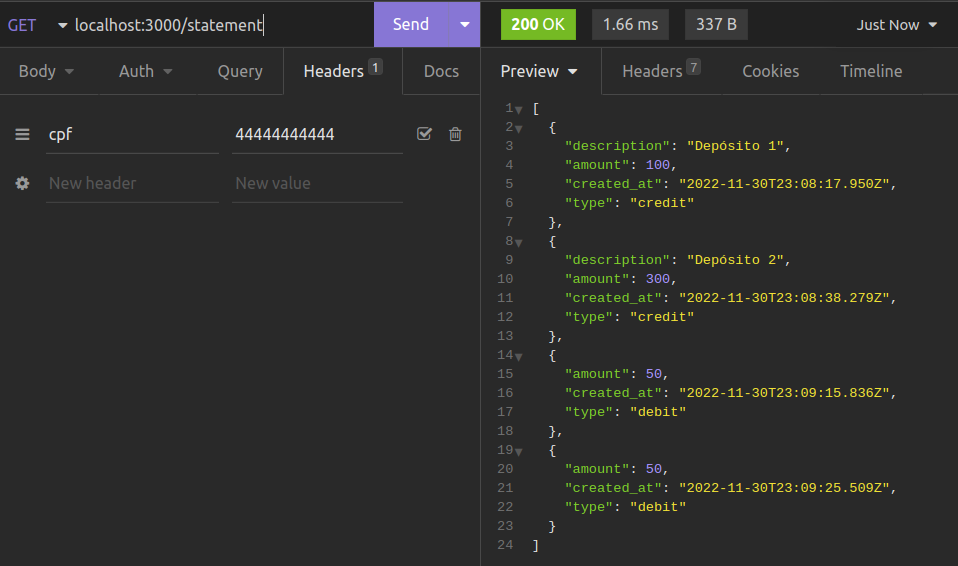 GET localhost:3000/statement Send 200 OK 1.66 ms 337 B Just Now
Body Auth Query Headers 1 Docs Preview Headers 7 Cookies Timeline
cpf 44444444444
New header New value
1 [
2 {
3 "description": "Depósito 1",
4 "amount": 100,
5 "created_at": "2022-11-30T23:08:17.950Z",
6 "type": "credit"
7 },
8 {
9 "description": "Depósito 2",
10 "amount": 300,
11 "created_at": "2022-11-30T23:08:38.279Z",
12 "type": "credit"
13 },
14 {
15 "amount": 50,
16 "created_at": "2022-11-30T23:09:15.836Z",
17 "type": "debit"
18 },
19 {
20 "amount": 50,
21 "created_at": "2022-11-30T23:09:25.509Z",
22 "type": "debit"
23 }
24 ]